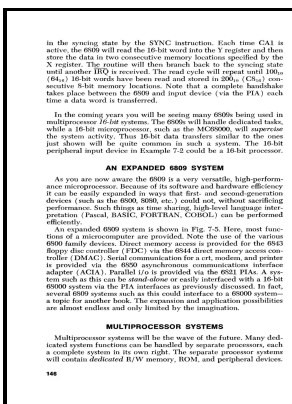 in the syncing state by the SYNC instruction. Each time CA1 is
active, the 6809 will read the 16-bit word into the Y register and then
store the data in two consecutive memory locations specified by the
X register. The routine will then branch back to the syncing state
until another IRQ is received. The read cycle will repeat until 100₁₀
(64₁₆) 16-bit words have been read and stored in 200₁₀ (C8₁₆) con-
secutive 8-bit memory locations. Note that a complete handshake
takes place between the 6809 and input device (via the PIA) each
time a data word is transferred.
In the coming years you will be seeing many 6809s being used in
multiprocessor 16-bit systems. The 6809s will handle dedicated tasks,
while a 16-bit microprocessor, such as the MC68000, will supervise
the system activity. Thus 16-bit data transfers similar to the ones
just shown will be quite common in such a system. The 16-bit
peripheral input device in Example 7-2 could be a 16-bit processor.
AN EXPANDED 6809 SYSTEM
As you are now aware the 6809 is a very versatile, high-perform-
ance microprocessor. Because of its software and hardware efficiency
it can be easily expanded in ways that first- and second-generation
devices (such as the 6800, 8080, etc.) could not, without sacrificing
performance. Such things as time sharing, high-level language inter-
pretation (Pascal, BASIC, FORTRAN, COBOL) can be performed
efficiently.
An expanded 6809 system is shown in Fig. 7-5. Here, most func-
tions of a microcomputer are provided. Note the use of the various
6800 family devices. Direct memory access is provided for the 6843
floppy disc controller (FDC) via the 6844 direct memory access con-
troller (DMAC). Serial communication for a crt, modem, and printer
is provided via the 6850 asynchronous communications interface
adapter (ACIA). Parallel i/o is provided via the 6821 PIAs. A sys-
tem such as this can be stand-alone or easily interfaced with a 16-bit
68000 system via the PIA interfaces as previously discussed. In fact,
several 6809 systems such as this could interface to a 68000 system—
a topic for another book. The expansion and application possibilities
are almost endless and only limited by the imagination.
MULTIPROCESSOR SYSTEMS
Multiprocessor systems will be the wave of the future. Many ded-
icated system functions can be handled by separate processors, each
a complete system in its own right. The separate processor systems
will contain dedicated R/W memory, ROM, and peripheral devices.
146